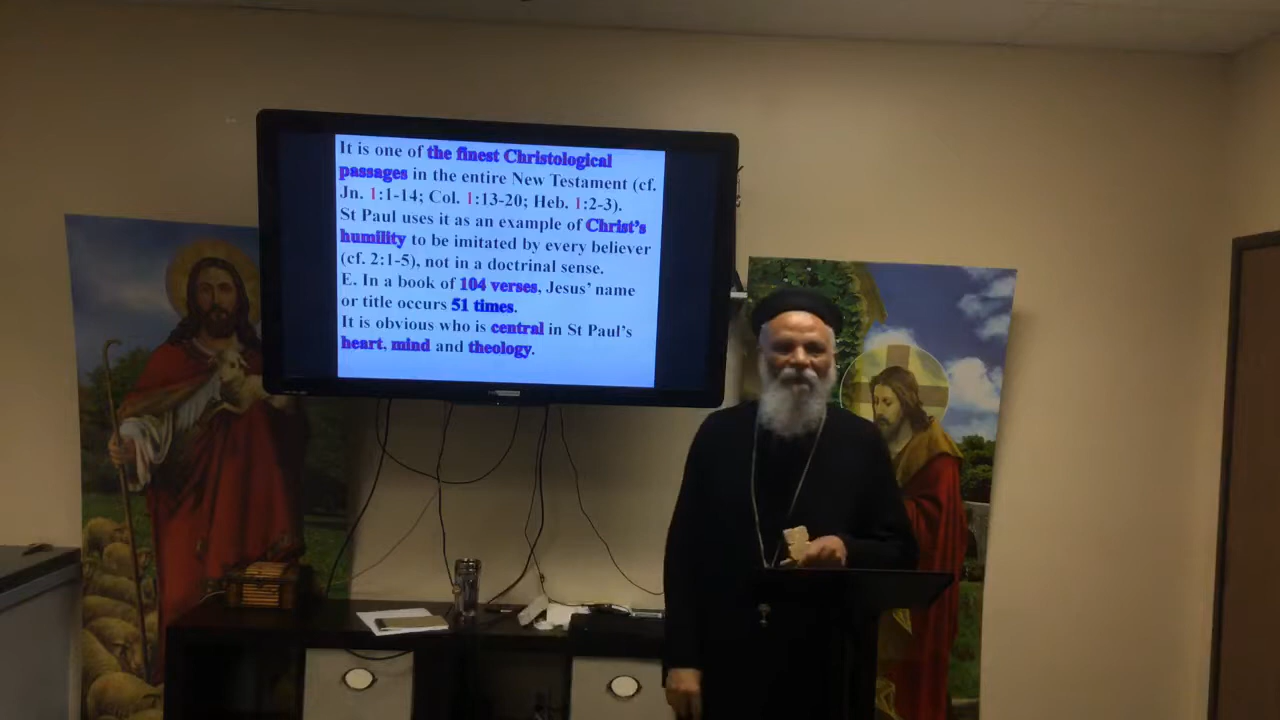 It is one of the finest Christological
passages in the entire New Testament (cf.
Jn. 1:1-14; Col. 1:13-20; Heb. 1:2-3).
St Paul uses it as an example of Christ's
humility to be imitated by every believer
(cf. 2:1-5), not in a doctrinal sense.
E. In a book of 104 verses, Jesus' name
or title occurs 51 times.
It is obvious who is central in St Paul's
heart, mind and theology.